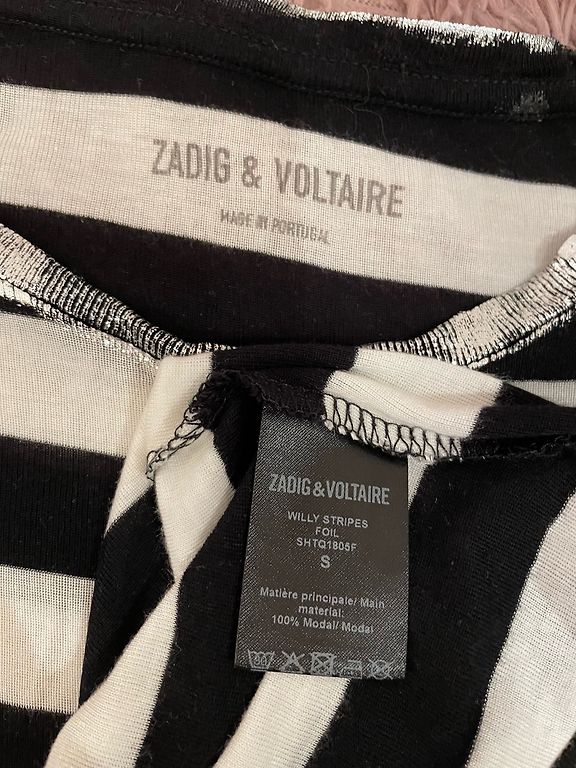 ZADIG & VOLTAIRE
MADE IN PORTUGAL
ZADIG&VOLTAIRE
WILLY STRIPES
FOIL
SHTQ1805F
S
Matière principale/ Main
material:
100% Modal/ Modal